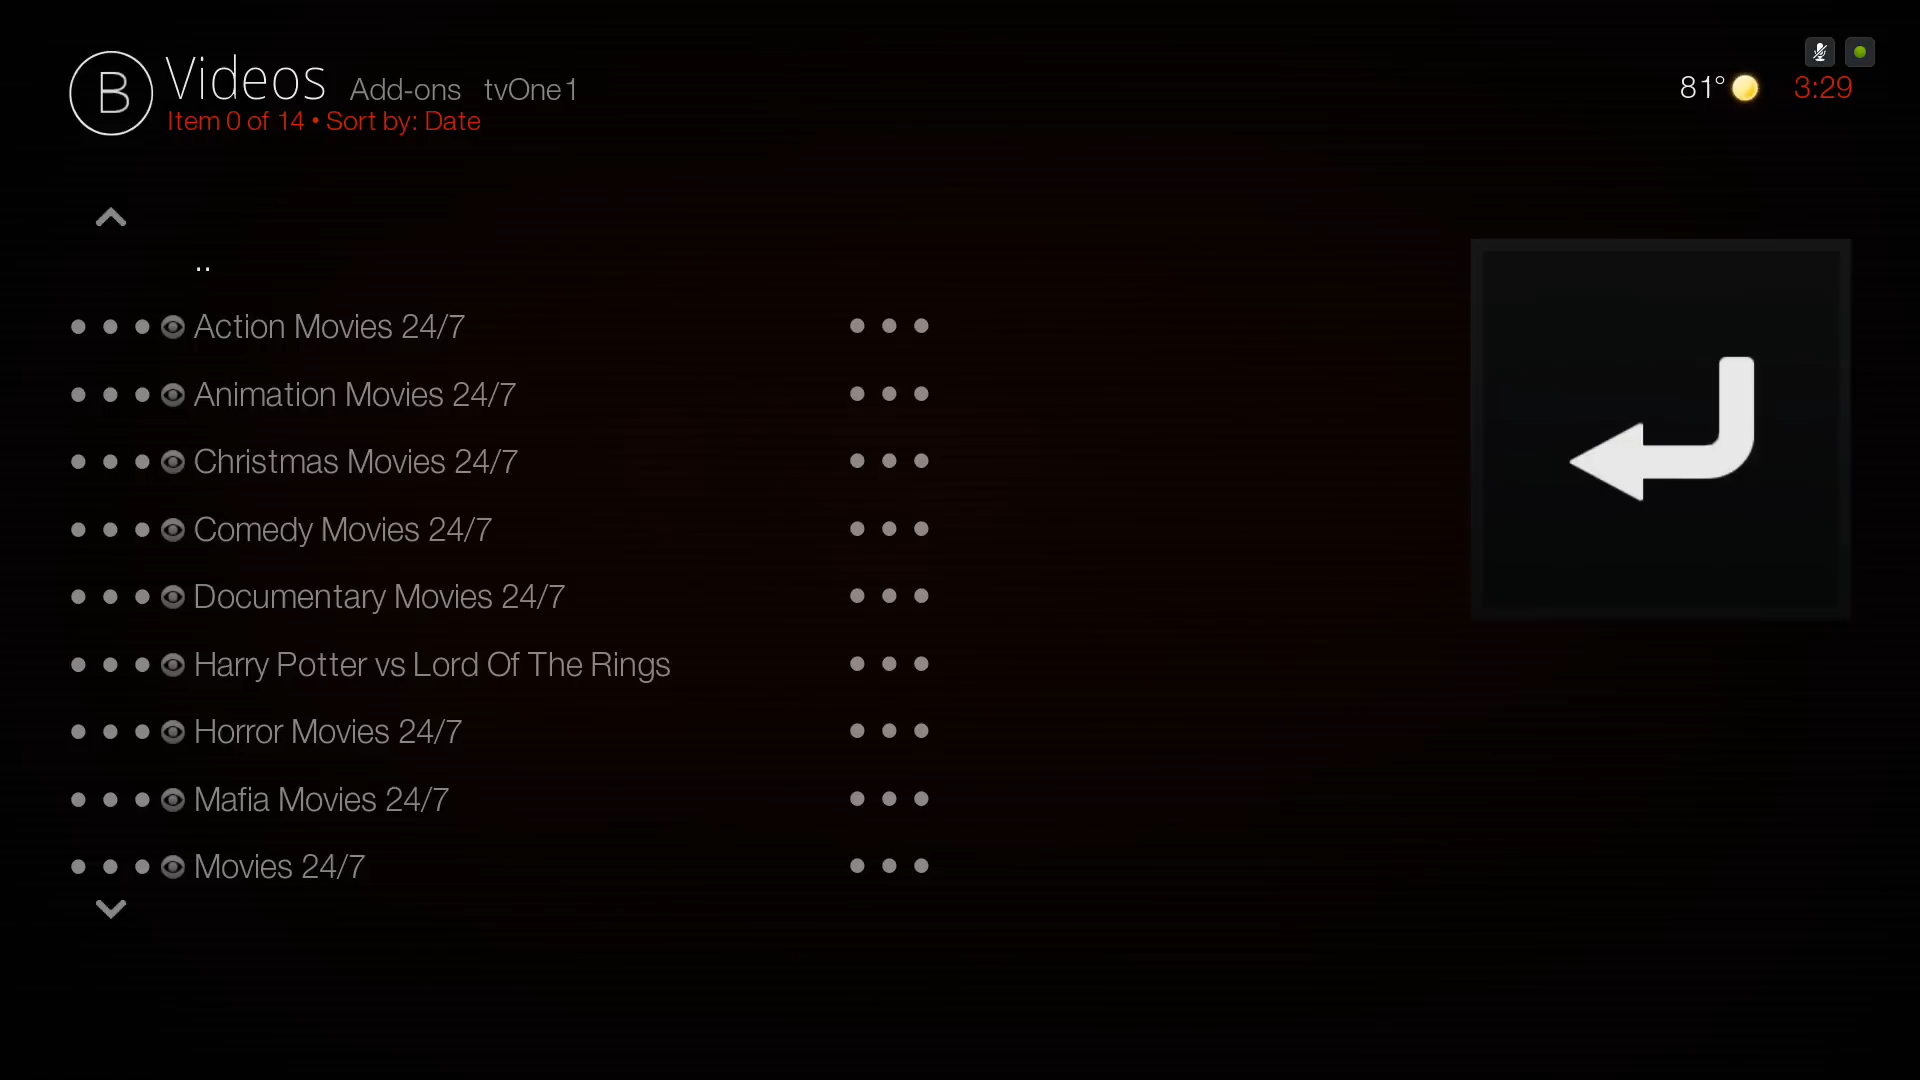 B
Videos Add-ons tvOne1
Item 0 of 14 • Sort by: Date
81° 3:29
..
Action Movies 24/7
Animation Movies 24/7
Christmas Movies 24/7
Comedy Movies 24/7
Documentary Movies 24/7
Harry Potter vs Lord Of The Rings
Horror Movies 24/7
Mafia Movies 24/7
Movies 24/7